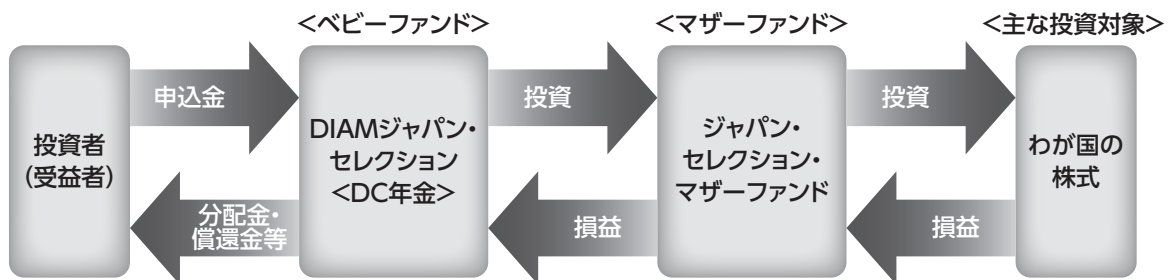 <ベビーファンド>
<マザーファンド>
<主な投資対象>
申込金
投資
投資
投資者
(受益者)
DIAMジャパン・
セレクション
<DC年金>
ジャパン・
セレクション・
マザーファンド
わが国の
株式
分配金・
償還金等
損益
損益